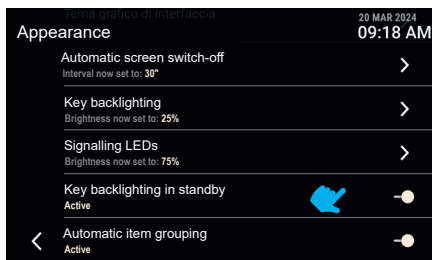 Tema grafico di Interfaccia
20 MAR 2024
Appearance
09:18 AM
Automatic screen switch-off
Interval now set to: 30"
Key backlighting
Brightness now set to: 25%
Signalling LEDs
Brightness now set to: 75%
Key backlighting in standby
Active
Automatic item grouping
Active